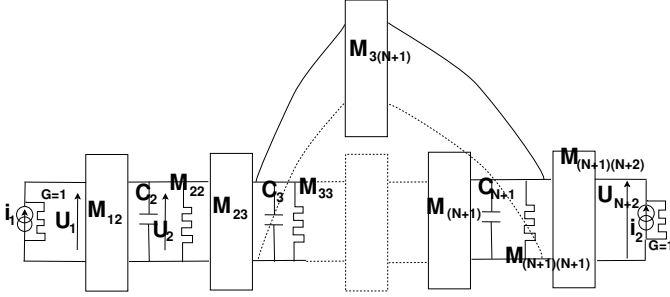 M3(N+1)
M(N+1)(N+2)
G=1 C2 M22 C3 M33 CN+1 UN+2
i1 U1 M12 U2 M23 M(N+1) i2
G=1
M(N+1)(N+1)